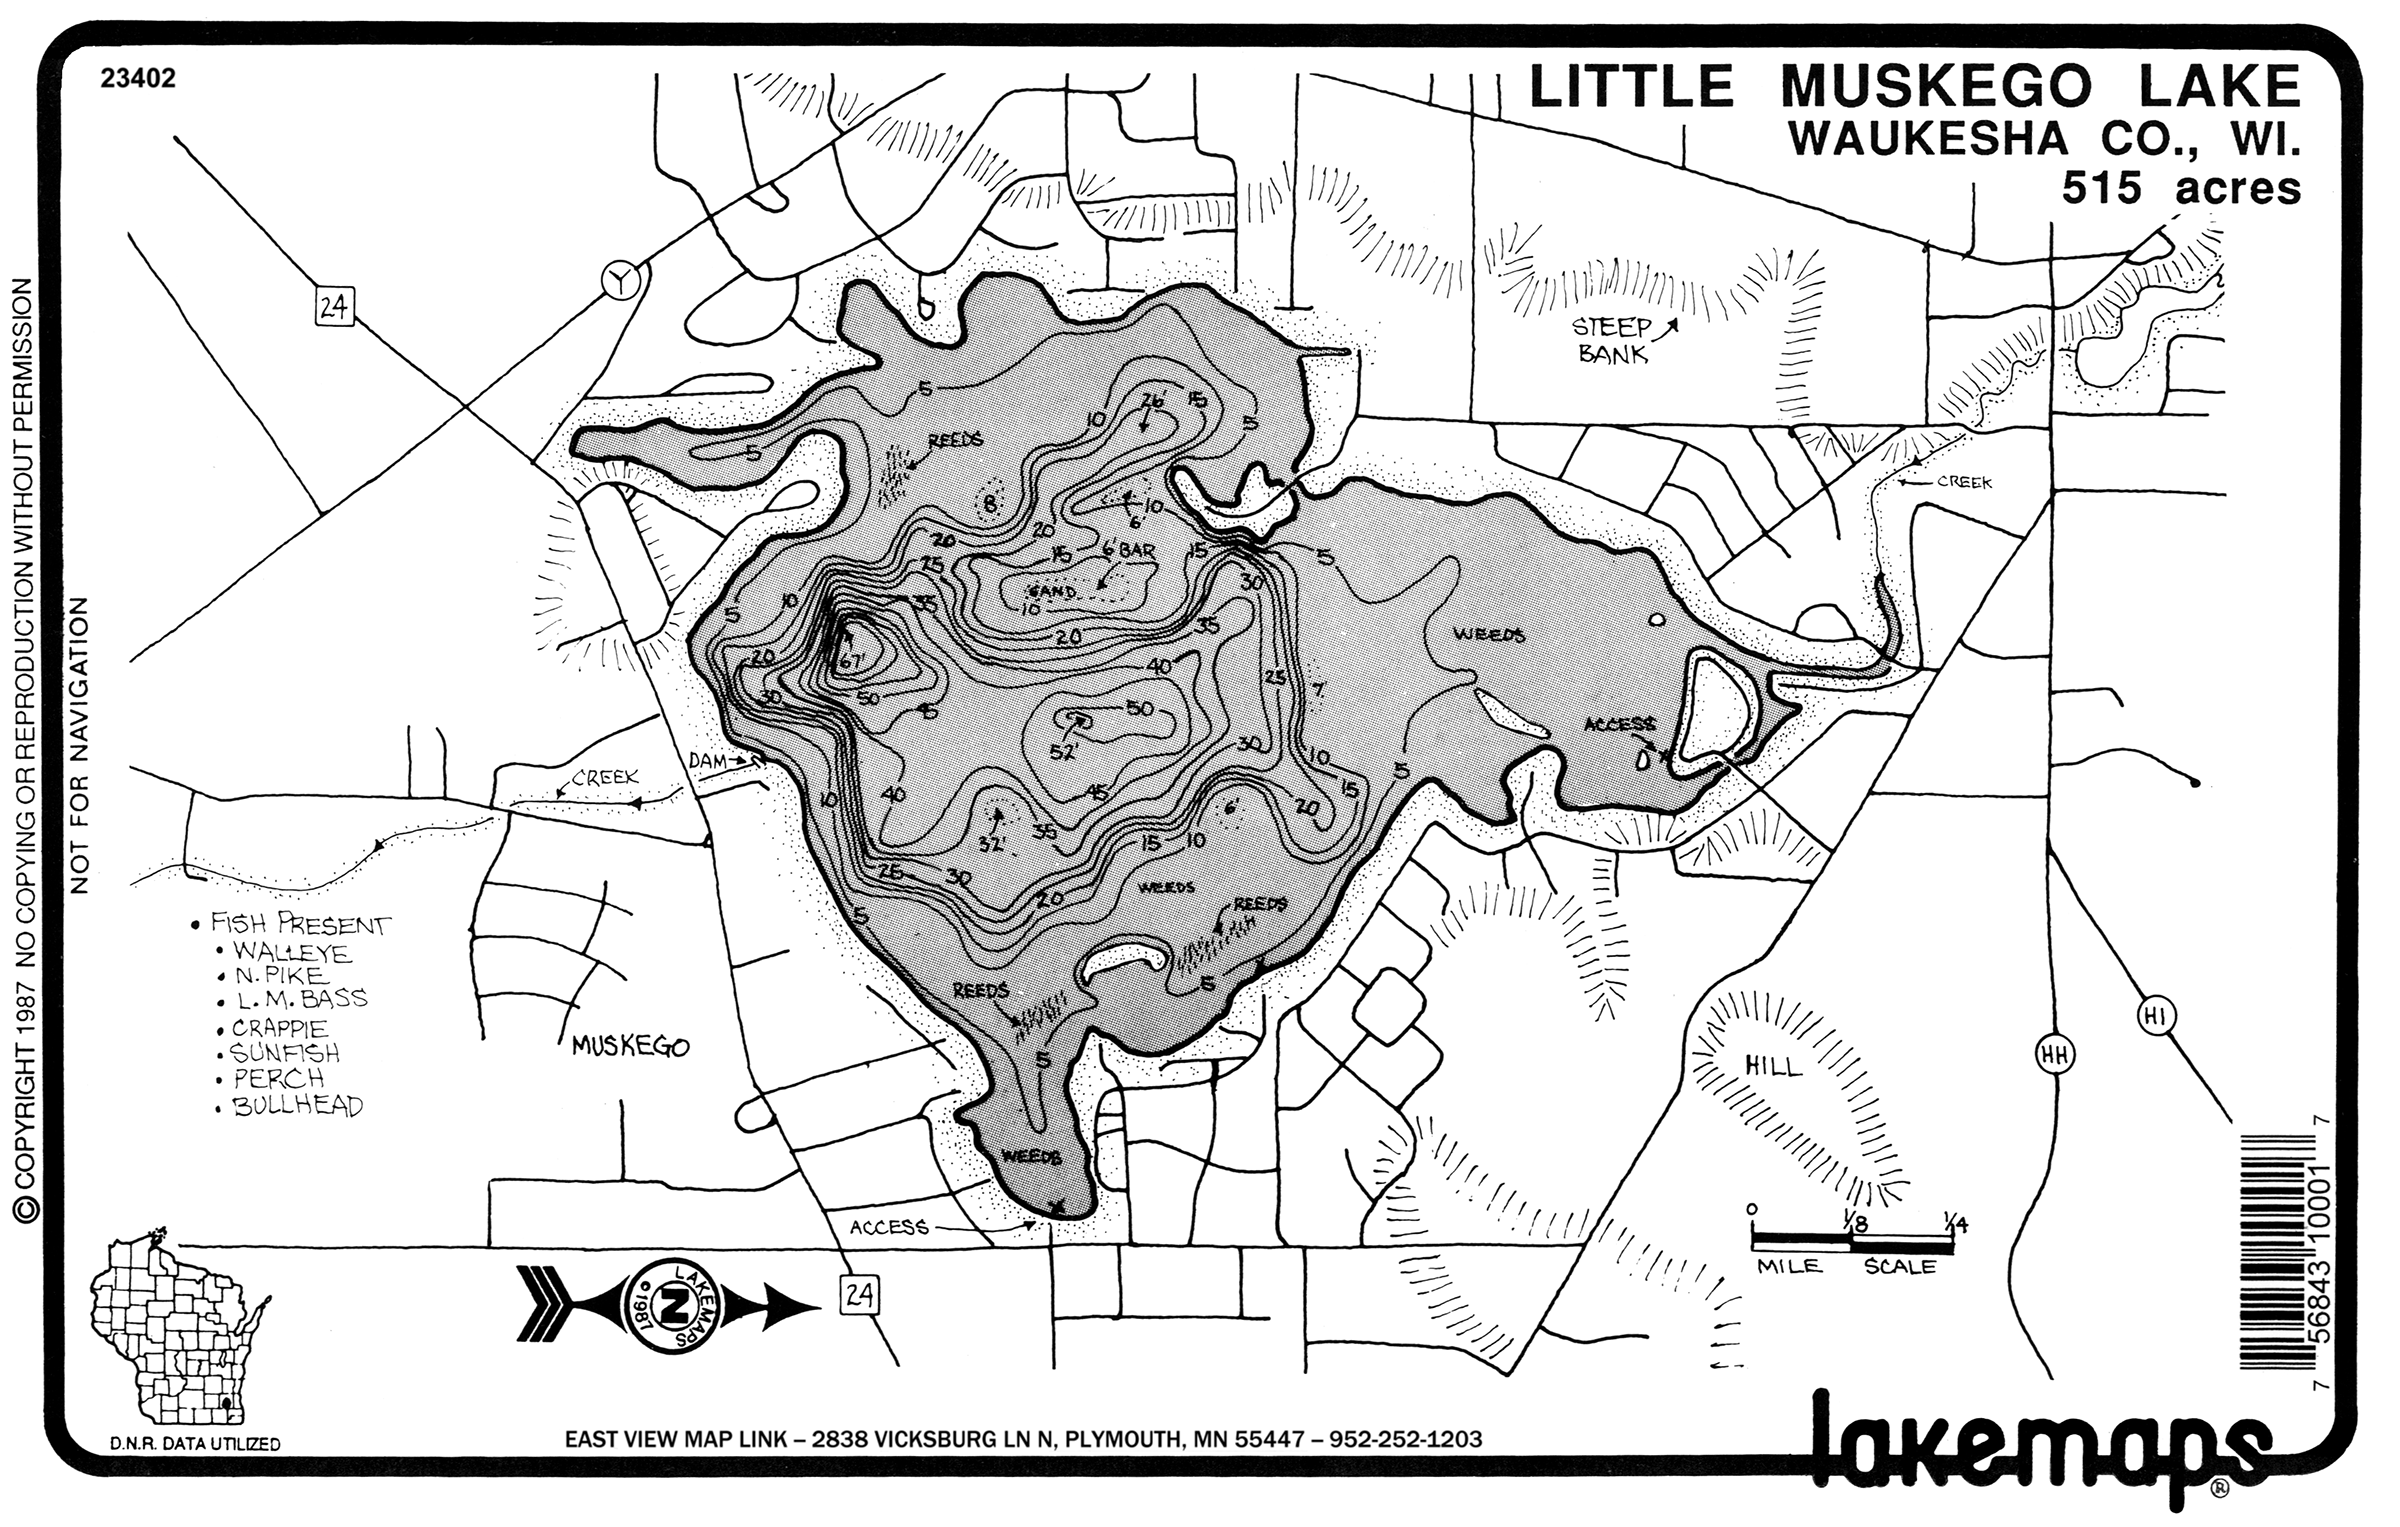 23402
LITTLE MUSKEGO LAKE
WAUKESHA CO., WI.
515 acres
© COPYRIGHT 1987 NO COPYING OR REPRODUCTION WITHOUT PERMISSION
NOT FOR NAVIGATION
24
Y
STEEP
BANK
5
26'
15
10
5
REEDS
5
8
10
6'
20
20
15
6' BAR
15
5
25
SAND
10
30
35
5
10
20
35
WEEDS
CREEK
67'
20
40
25
7'
30
50
45
50
52'
30
10
ACCESS
DAM
CREEK
10
40
45
5
15
20
6'
32'
35
15
10
25
30
20
WEEDS
REEDS
5
5
REEDS
5
WEEDS
ACCESS
• FISH PRESENT
• WALLEYE
• N. PIKE
• L.M. BASS
• CRAPPIE
• SUNFISH
• PERCH
• BULLHEAD
MUSKEGO
HILL
HI
HH
0 1/8 1/4
MILE SCALE
LAKEMAPS
N
©1987
24
D.N.R. DATA UTILIZED
EAST VIEW MAP LINK – 2838 VICKSBURG LN N, PLYMOUTH, MN 55447 – 952-252-1203
7 56843 10001 7
lakemaps®